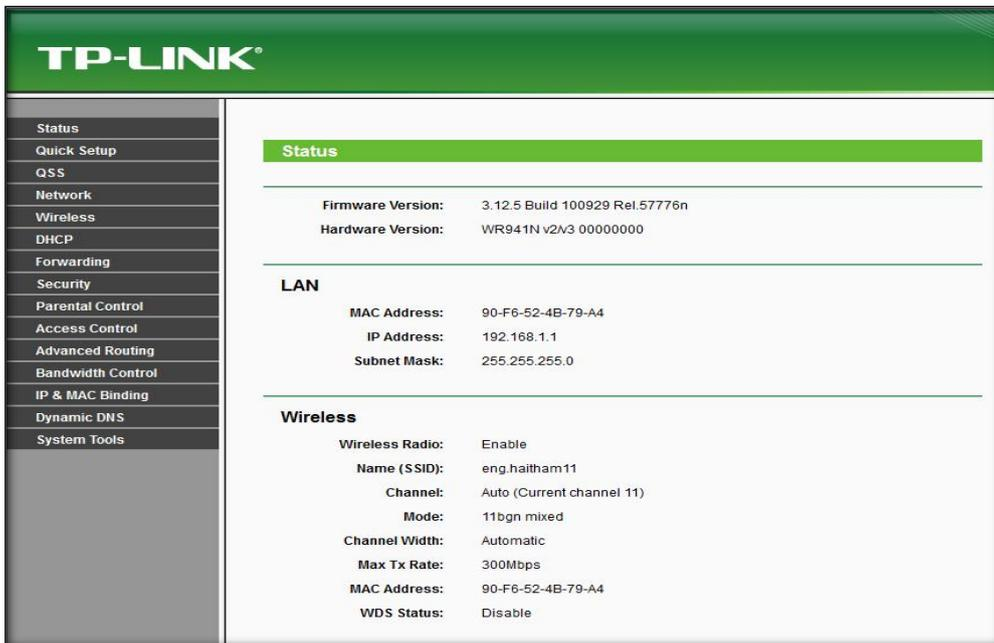 TP-LINK®
Status
Quick Setup
QSS
Network
Wireless
DHCP
Forwarding
Security
Parental Control
Access Control
Advanced Routing
Bandwidth Control
IP & MAC Binding
Dynamic DNS
System Tools
Status
Firmware Version: 3.12.5 Build 100929 Rel.57776n
Hardware Version: WR941N v2/v3 00000000
LAN
MAC Address: 90-F6-52-4B-79-A4
IP Address: 192.168.1.1
Subnet Mask: 255.255.255.0
Wireless
Wireless Radio: Enable
Name (SSID): eng.haitham11
Channel: Auto (Current channel 11)
Mode: 11bgn mixed
Channel Width: Automatic
Max Tx Rate: 300Mbps
MAC Address: 90-F6-52-4B-79-A4
WDS Status: Disable